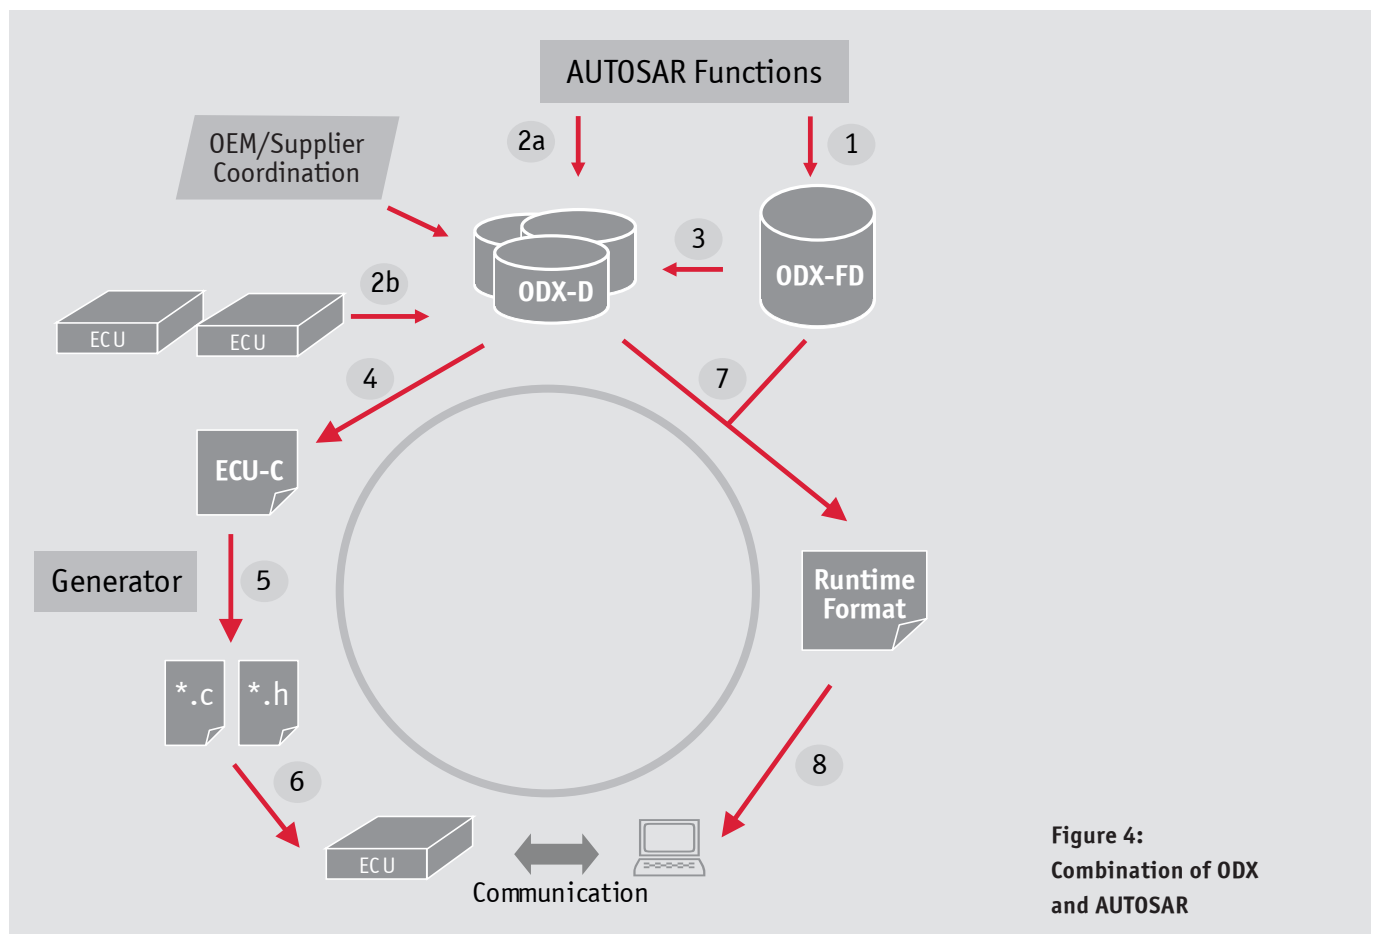 AUTOSAR Functions
OEM/Supplier
Coordination
2a
1
3
ODX-FD
2b
ODX-D
ECU
ECU
4
7
ECU-C
Generator
5
Runtime
Format
*.c
*.h
6
8
ECU
Communication
Figure 4:
Combination of ODX
and AUTOSAR